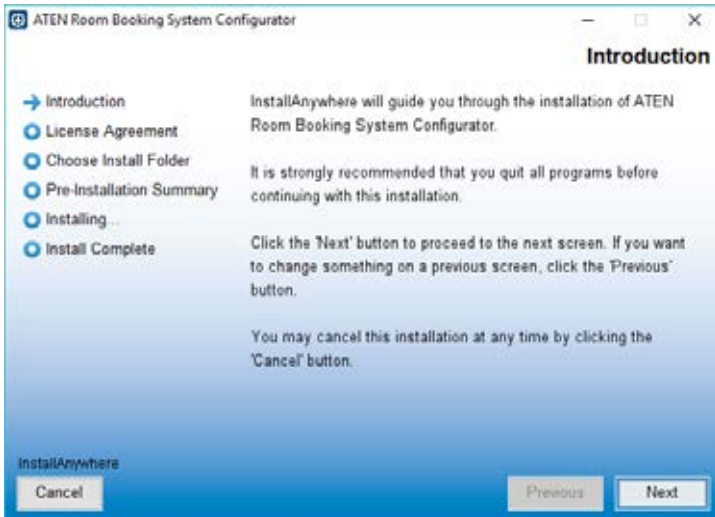 ATEN Room Booking System Configurator
Introduction
Introduction
License Agreement
Choose Install Folder
Pre-Installation Summary
Installing...
Install Complete
InstallAnywhere will guide you through the installation of ATEN
Room Booking System Configurator.
It is strongly recommended that you quit all programs before
continuing with this installation.
Click the 'Next' button to proceed to the next screen. If you want
to change something on a previous screen, click the 'Previous'
button.
You may cancel this installation at any time by clicking the
'Cancel' button.
InstallAnywhere
Cancel
Previous
Next